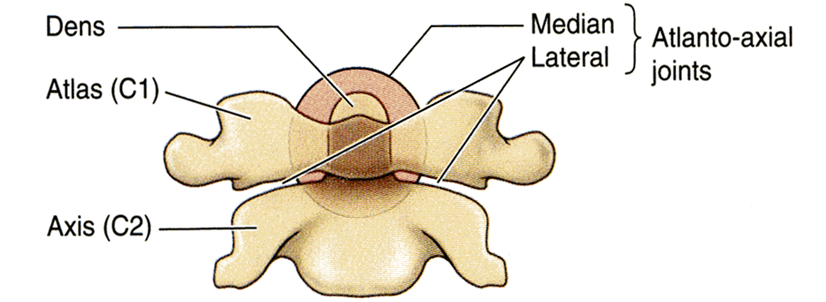 Dens
Median
Lateral
Atlanto-axial
joints
Atlas (C1)
Axis (C2)